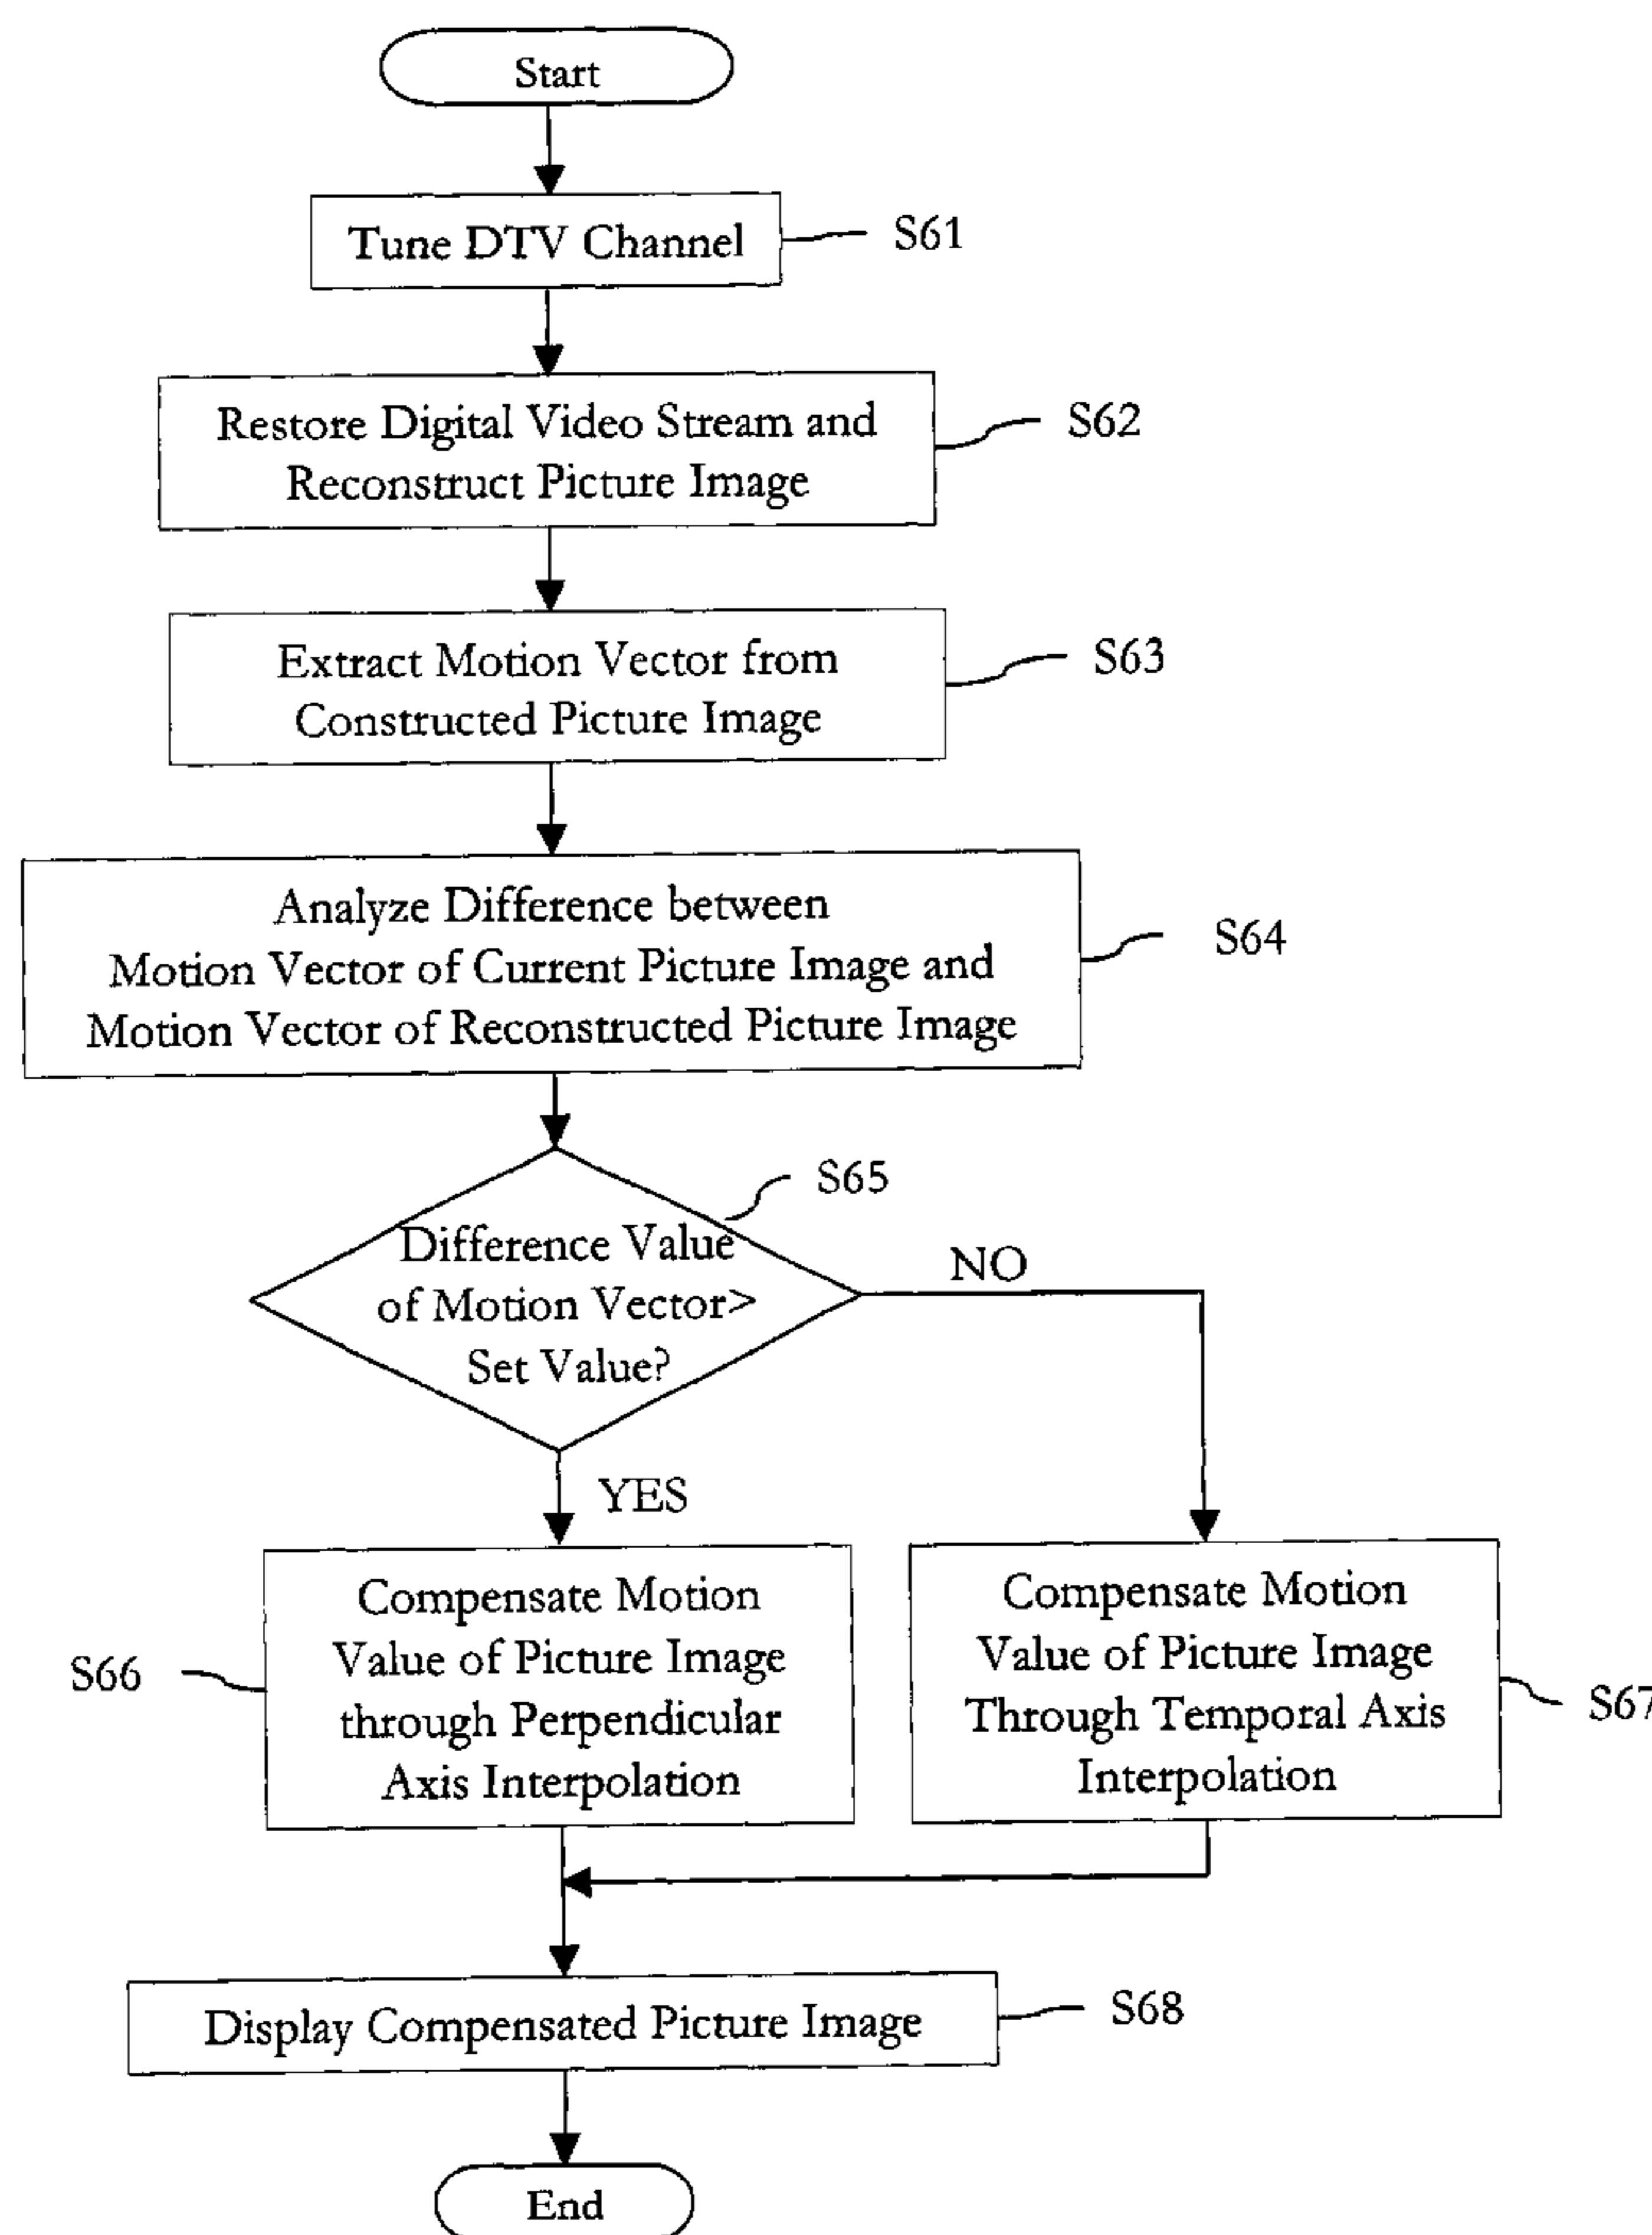 Start
Tune DTV Channel
S61
Restore Digital Video Stream and
Reconstruct Picture Image
S62
Extract Motion Vector from
Constructed Picture Image
S63
Analyze Difference between
Motion Vector of Current Picture Image and
Motion Vector of Reconstructed Picture Image
S64
S65
Difference Value
of Motion Vector>
Set Value?
NO
YES
Compensate Motion
Value of Picture Image
through Perpendicular
Axis Interpolation
S66
Compensate Motion
Value of Picture Image
Through Temporal Axis
Interpolation
S67
Display Compensated Picture Image
S68
End